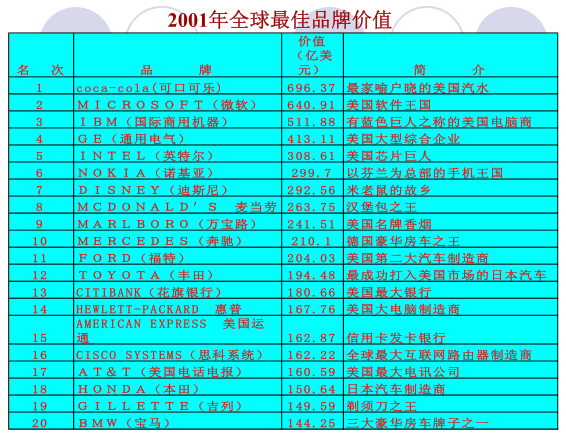 2001年全球最佳品牌价值
名 次 品 牌 价值（亿美元） 简 介
1 coca-cola(可口可乐) 696.37 最家喻户晓的美国汽水
2 ＭＩＣＲＯＳＯＦＴ（微软） 640.91 美国软件王国
3 ＩＢＭ（国际商用机器） 511.88 有蓝色巨人之称的美国电脑商
4 ＧＥ（通用电气） 413.11 美国大型综合企业
5 ＩＮＴＥＬ（英特尔） 308.61 美国芯片巨人
6 ＮＯＫＩＡ（诺基亚） 299.7 以芬兰为总部的手机王国
7 ＤＩＳＮＥＹ（迪斯尼） 292.56 米老鼠的故乡
8 ＭＣＤＯＮＡＬＤ'Ｓ 麦当劳 263.75 汉堡包之王
9 ＭＡＲＬＢＯＲＯ（万宝路） 241.51 美国名牌香烟
10 ＭＥＲＣＥＤＥＳ（奔驰） 210.1 德国豪华房车之王
11 ＦＯＲＤ（福特） 204.03 美国第二大汽车制造商
12 ＴＯＹＯＴＡ（丰田） 194.48 最成功打入美国市场的日本汽车
13 CITIBANK（花旗银行） 180.66 美国最大银行
14 HEWLETT-PACKARD 惠普 167.76 美国大电脑制造商
15 AMERICAN EXPRESS 美国运通 162.87 信用卡发卡银行
16 CISCO SYSTEMS（思科系统） 162.22 全球最大互联网路由器制造商
17 ＡＴ&Ｔ（美国电话电报） 160.59 美国最大电讯公司
18 ＨＯＮＤＡ（本田） 150.64 日本汽车制造商
19 ＧＩＬＬＥＴＴＥ（吉列） 149.59 剃须刀之王
20 ＢＭＷ（宝马） 144.25 三大豪华房车牌子之一